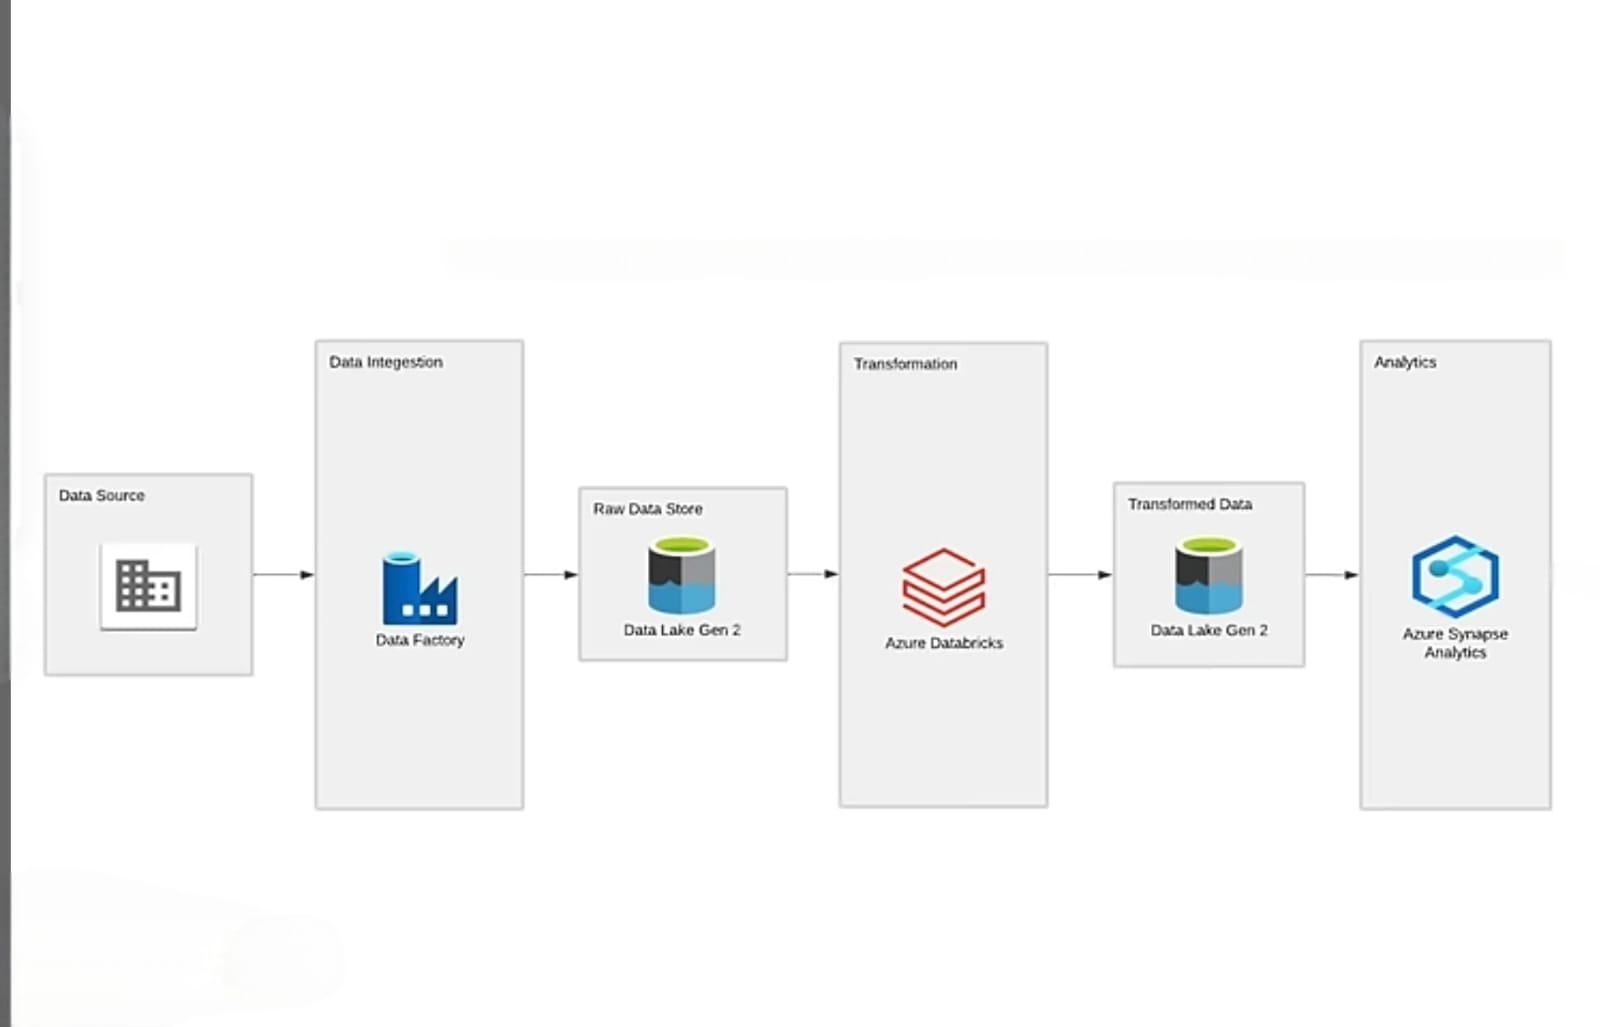 Data Source
Data Integestion
Data Factory
Raw Data Store
Data Lake Gen 2
Transformation
Azure Databricks
Transformed Data
Data Lake Gen 2
Analytics
Azure Synapse
Analytics